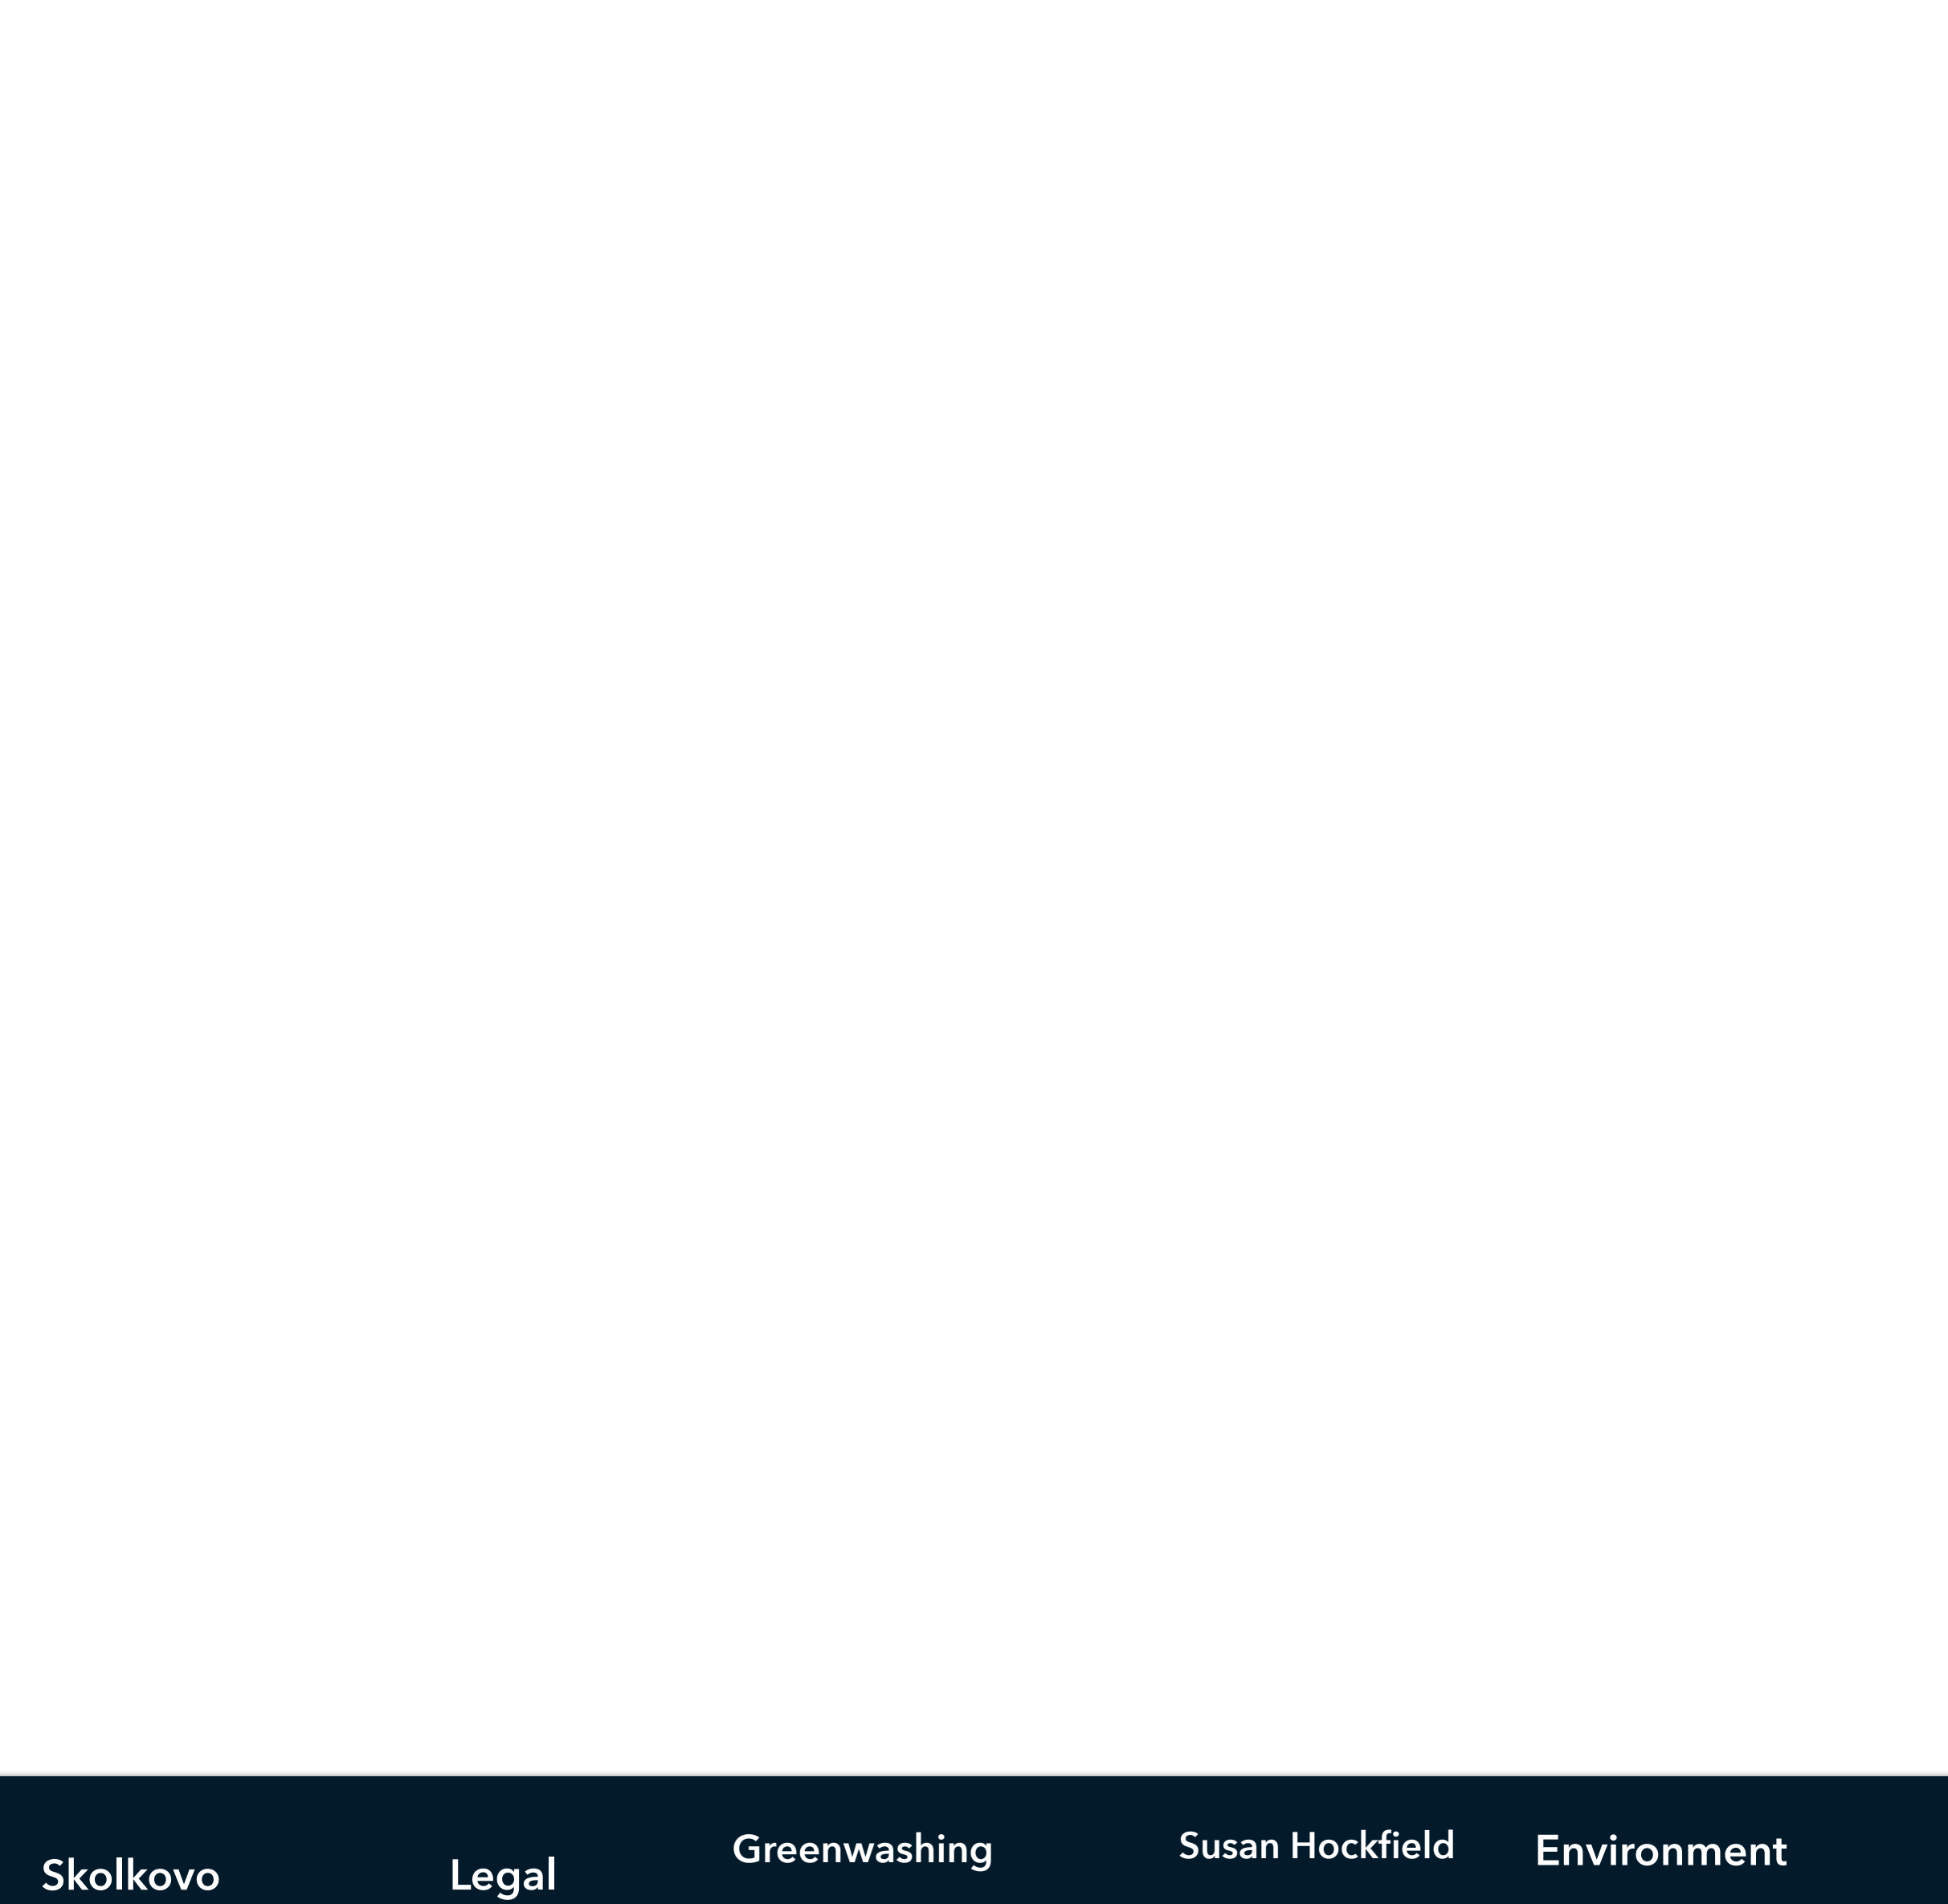 Skolkovo
Legal
Greenwashing
Susan Hockfield
Environment